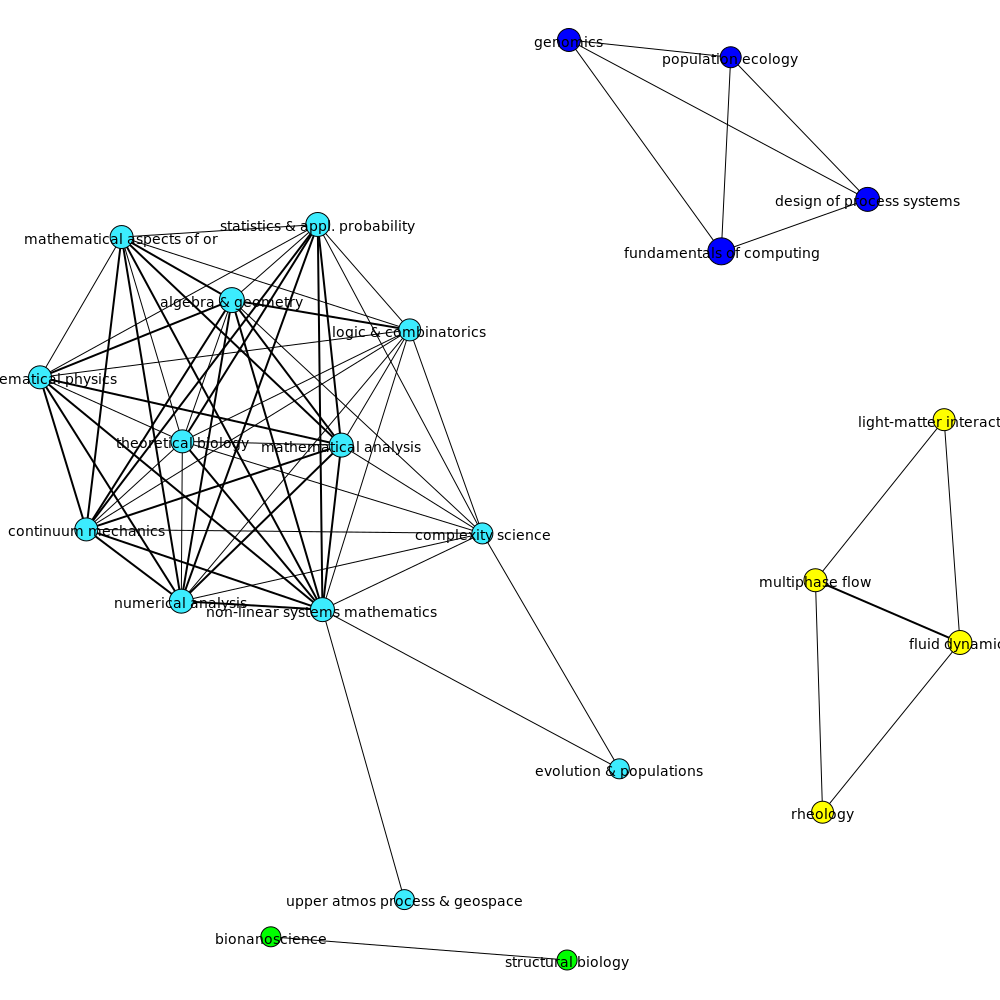 genomics
population ecology
design of process systems
fundamentals of computing
statistics & appl. probability
mathematical aspects of or
algebra & geometry
logic & combinatorics
ematical physics
light-matter interact
theoretical biology
mathematical analysis
continuum mechanics
complexity science
multiphase flow
numerical analysis
non-linear systems mathematics
fluid dynamic
evolution & populations
rheology
upper atmos process & geospace
bionanoscience
structural biology